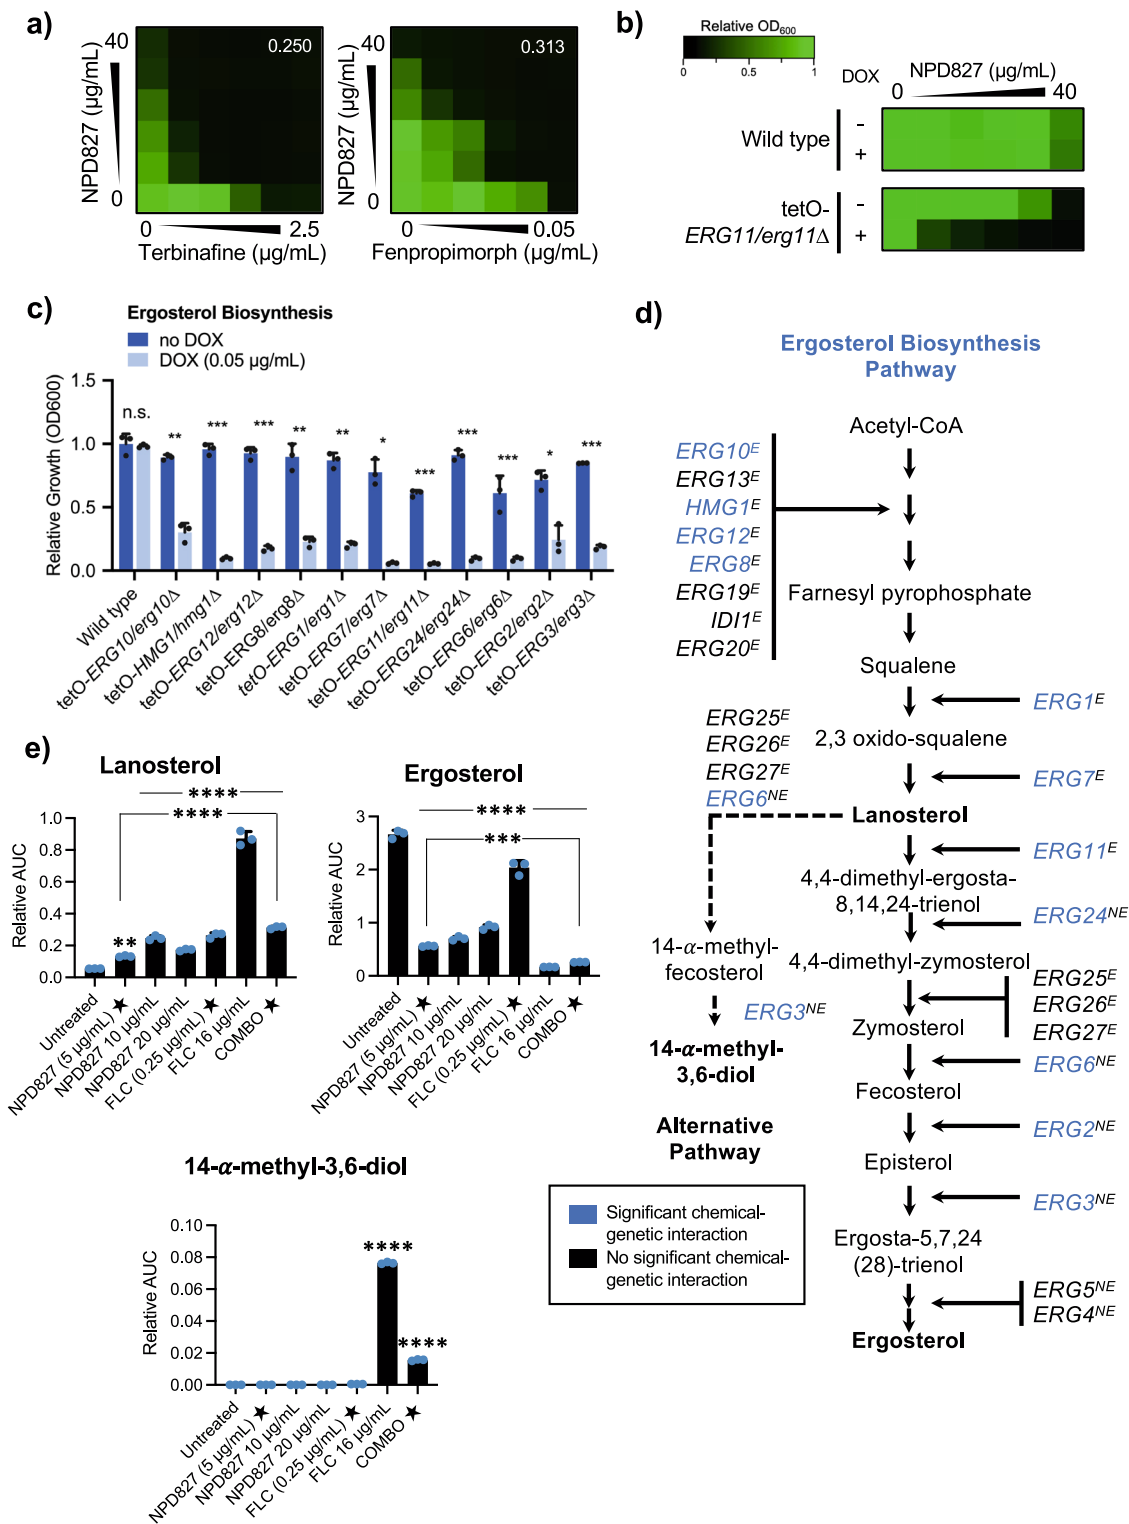 a)
NPD827 (µg/mL)
40
0
0.250
0
2.5
Terbinafine (µg/mL)
NPD827 (µg/mL)
40
0
0.313
0
0.05
Fenpropimorph (µg/mL)
b)
Relative OD600
0
0.5
1
DOX
NPD827 (µg/mL)
0
40
Wild type
-
+
tetO-
ERG11/erg11Δ
-
+
c)
Ergosterol Biosynthesis
no DOX
DOX (0.05 µg/mL)
Relative Growth (OD600)
1.5
1.0
0.5
0.0
n.s.
**
***
***
**
**
*
***
***
***
*
***
Wild type
tetO-ERG10/erg10Δ
tetO-HMG1/hmg1Δ
tetO-ERG12/erg12Δ
tetO-ERG8/erg8Δ
tetO-ERG1/erg1Δ
tetO-ERG7/erg7Δ
tetO-ERG11/erg11Δ
tetO-ERG24/erg24Δ
tetO-ERG6/erg6Δ
tetO-ERG2/erg2Δ
tetO-ERG3/erg3Δ
d)
Ergosterol Biosynthesis
Pathway
Acetyl-CoA
ERG10E
ERG13E
HMG1E
ERG12E
ERG8E
ERG19E
IDI1E
ERG20E
Farnesyl pyrophosphate
Squalene
ERG1E
2,3 oxido-squalene
ERG7E
ERG25E
ERG26E
ERG27E
ERG6NE
Lanosterol
ERG11E
4,4-dimethyl-ergosta-
8,14,24-trienol
ERG24NE
14-α-methyl-
fecosterol
4,4-dimethyl-zymosterol
ERG25E
ERG26E
ERG27E
ERG3NE
Zymosterol
14-α-methyl-
3,6-diol
ERG6NE
Fecosterol
Alternative
Pathway
ERG2NE
Episterol
ERG3NE
Ergosta-5,7,24
(28)-trienol
ERG5NE
ERG4NE
Ergosterol
Significant chemical-
genetic interaction
No significant chemical-
genetic interaction
e)
Lanosterol
****
****
**
Relative AUC
1.0
0.8
0.6
0.4
0.2
0.0
Untreated
NPD827 (5 µg/mL) ★
NPD827 10 µg/mL
NPD827 20 µg/mL
FLC (0.25 µg/mL) ★
FLC 16 µg/mL
COMBO ★
Ergosterol
****
***
Relative AUC
3
2
1
0
Untreated
NPD827 (5 µg/mL) ★
NPD827 10 µg/mL
NPD827 20 µg/mL
FLC (0.25 µg/mL) ★
FLC 16 µg/mL
COMBO ★
14-α-methyl-3,6-diol
****
****
Relative AUC
0.10
0.08
0.06
0.04
0.02
0.00
Untreated
NPD827 (5 µg/mL) ★
NPD827 10 µg/mL
NPD827 20 µg/mL
FLC (0.25 µg/mL) ★
FLC 16 µg/mL
COMBO ★